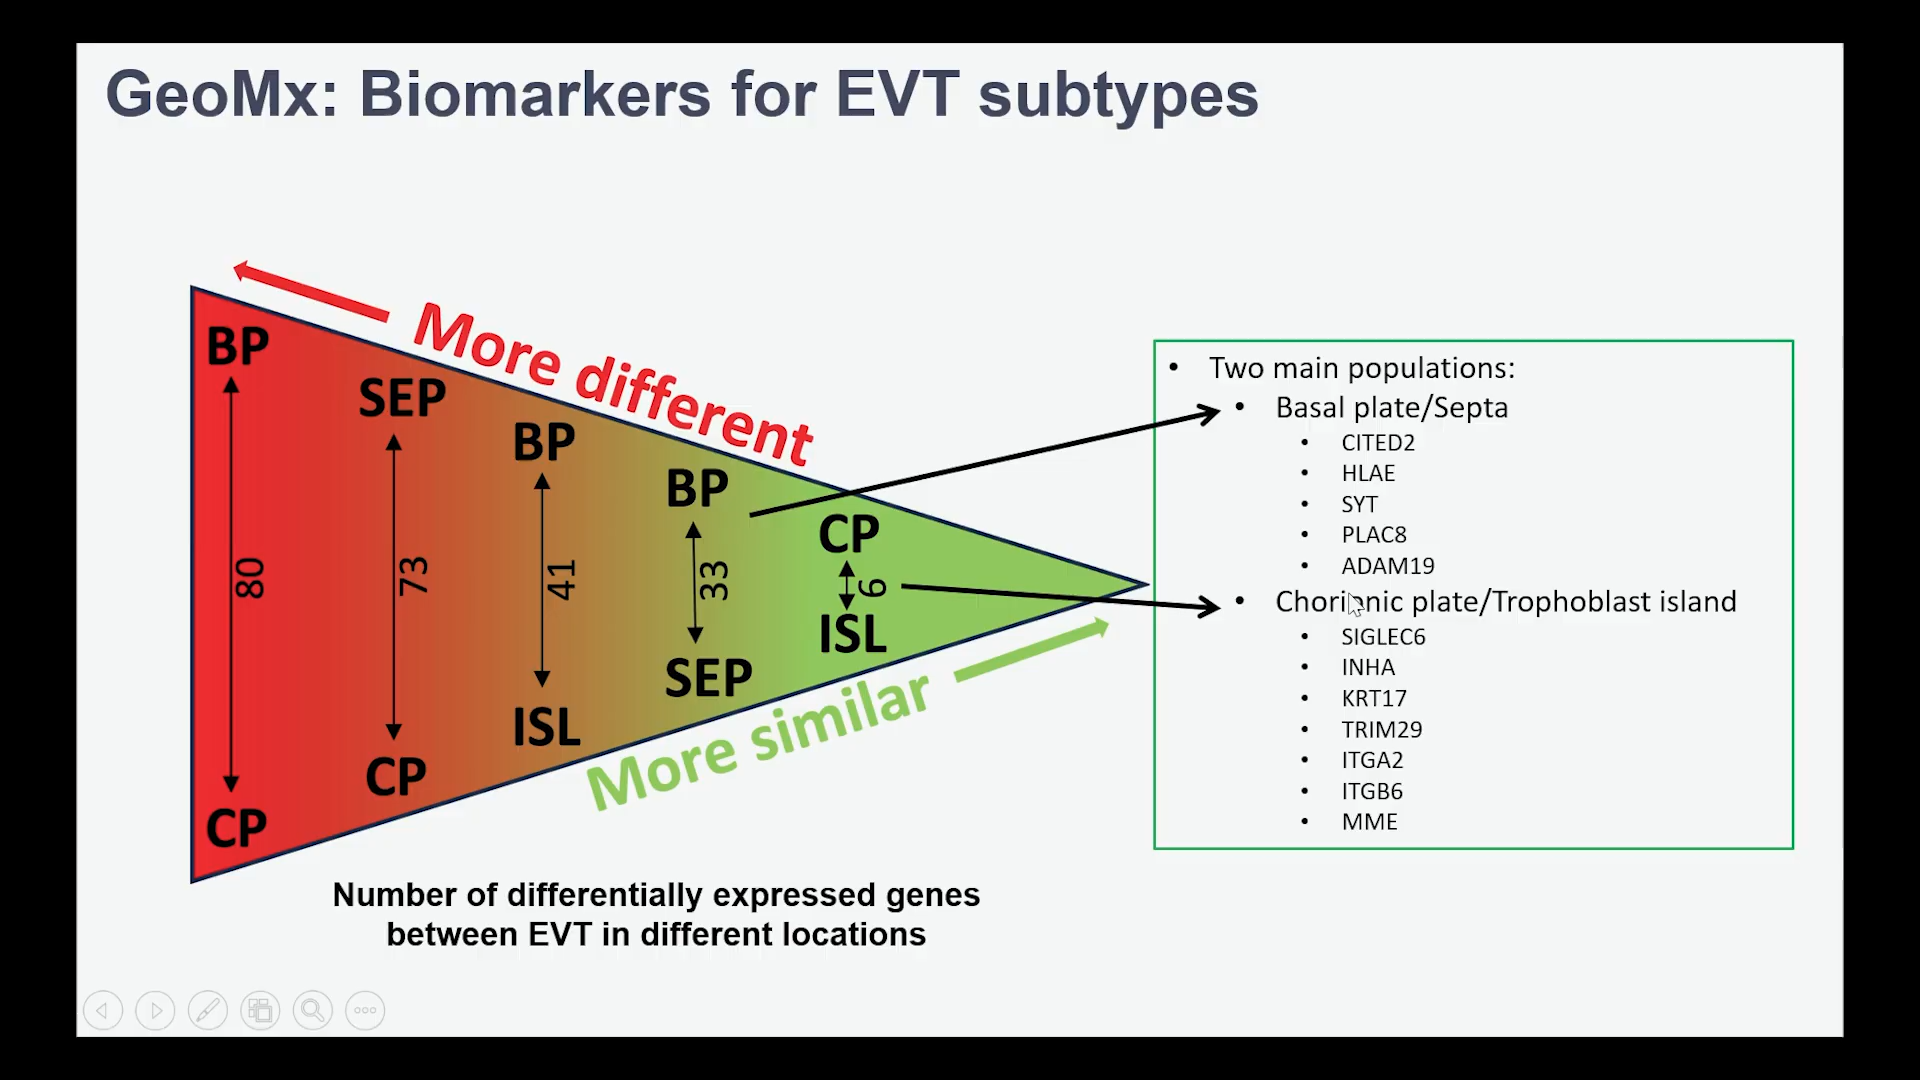 GeoMx: Biomarkers for EVT subtypes
More different
BP
80
CP
SEP
73
CP
BP
41
ISL
BP
33
SEP
CP
6
ISL
More similar
Number of differentially expressed genes
between EVT in different locations
• Two main populations:
• Basal plate/Septa
• CITED2
• HLAE
• SYT
• PLAC8
• ADAM19
• Chorionic plate/Trophoblast island
• SIGLEC6
• INHA
• KRT17
• TRIM29
• ITGA2
• ITGB6
• MME